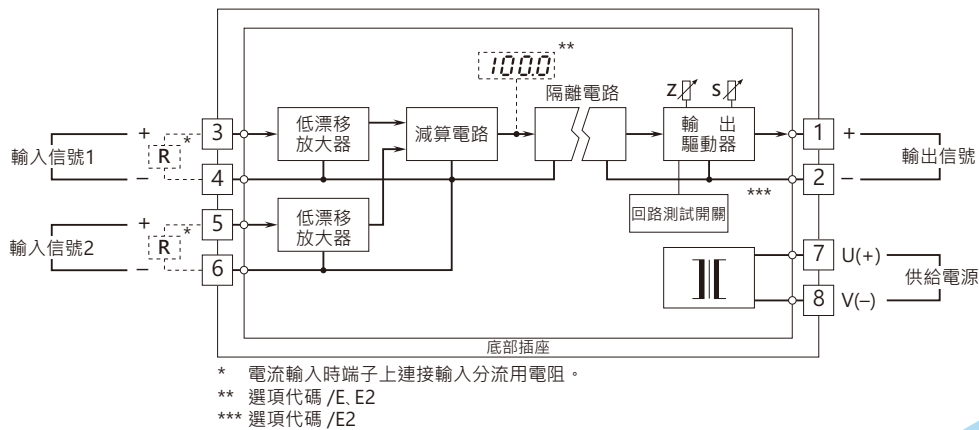 **
100.0
隔離電路
Z
S
低漂移
放大器
減算電路
輸　出
驅動器
輸入信號1
+
R
*
−
3
4
1
+
2
−
輸出信號
***
回路測試開關
輸入信號2
+
R
*
−
5
6
低漂移
放大器
7
U(+)
8
V(−)
供給電源
底部插座
* 電流輸入時端子上連接輸入分流用電阻。
** 選項代碼 /E、E2
*** 選項代碼 /E2